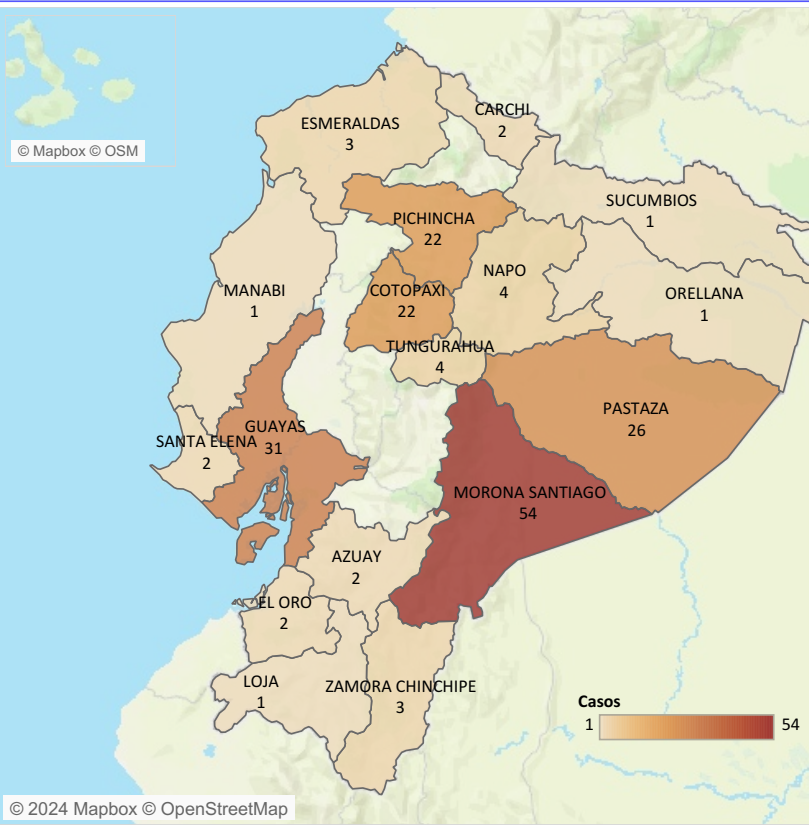 © Mapbox © OSM
ESMERALDAS
3
CARCHI
2
PICHINCHA
22
SUCUMBIOS
1
NAPO
4
MANABI
1
COTOPAXI
22
ORELLANA
1
TUNGURAHUA
4
PASTAZA
26
SANTA ELENA
2
GUAYAS
31
MORONA SANTIAGO
54
AZUAY
2
EL ORO
2
LOJA
1
ZAMORA CHINCHIPE
3
Casos
1 54
© 2024 Mapbox © OpenStreetMap